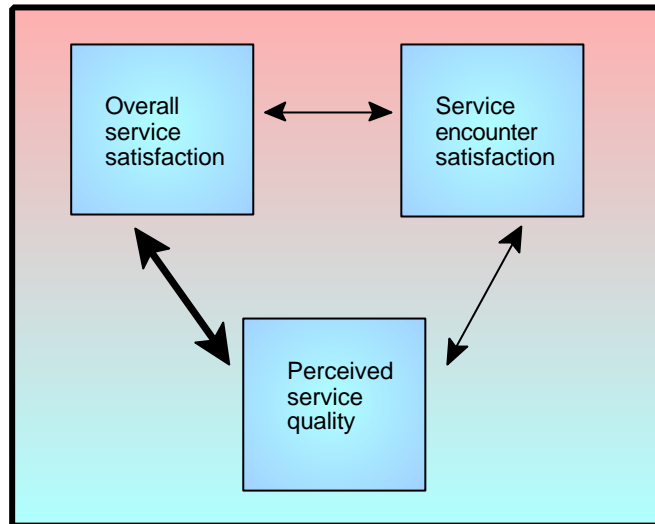 Overall
service
satisfaction
Service
encounter
satisfaction
Perceived
service
quality